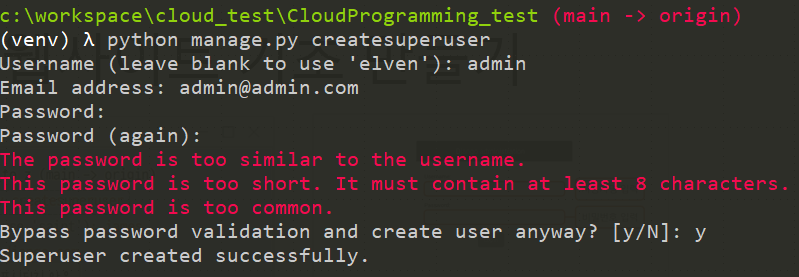 c:\workspace\cloud_test\CloudProgramming_test (main -> origin)
(venv) λ python manage.py createsuperuser
Username (leave blank to use 'elven'): admin
Email address: admin@admin.com
Password:
Password (again):
The password is too similar to the username.
This password is too short. It must contain at least 8 characters.
This password is too common.
Bypass password validation and create user anyway? [y/N]: y
Superuser created successfully.